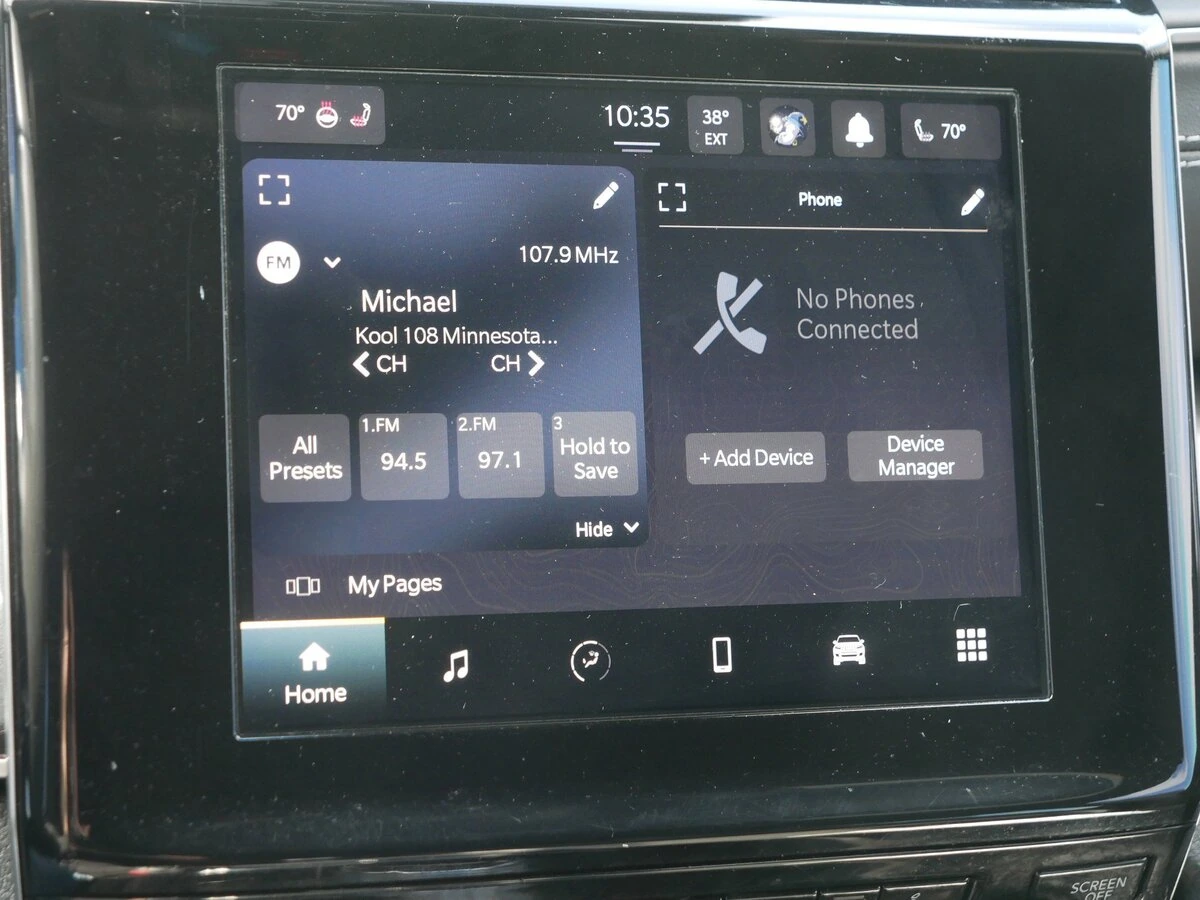 70°
10:35
38°
EXT
70°
FM
107.9 MHz
Michael
Kool 108 Minnesota...
CH
CH
All
Presets
1.FM
94.5
2.FM
97.1
3
Hold to
Save
Hide
Phone
No Phones
Connected
+ Add Device
Device
Manager
My Pages
Home
SCREEN
OFF